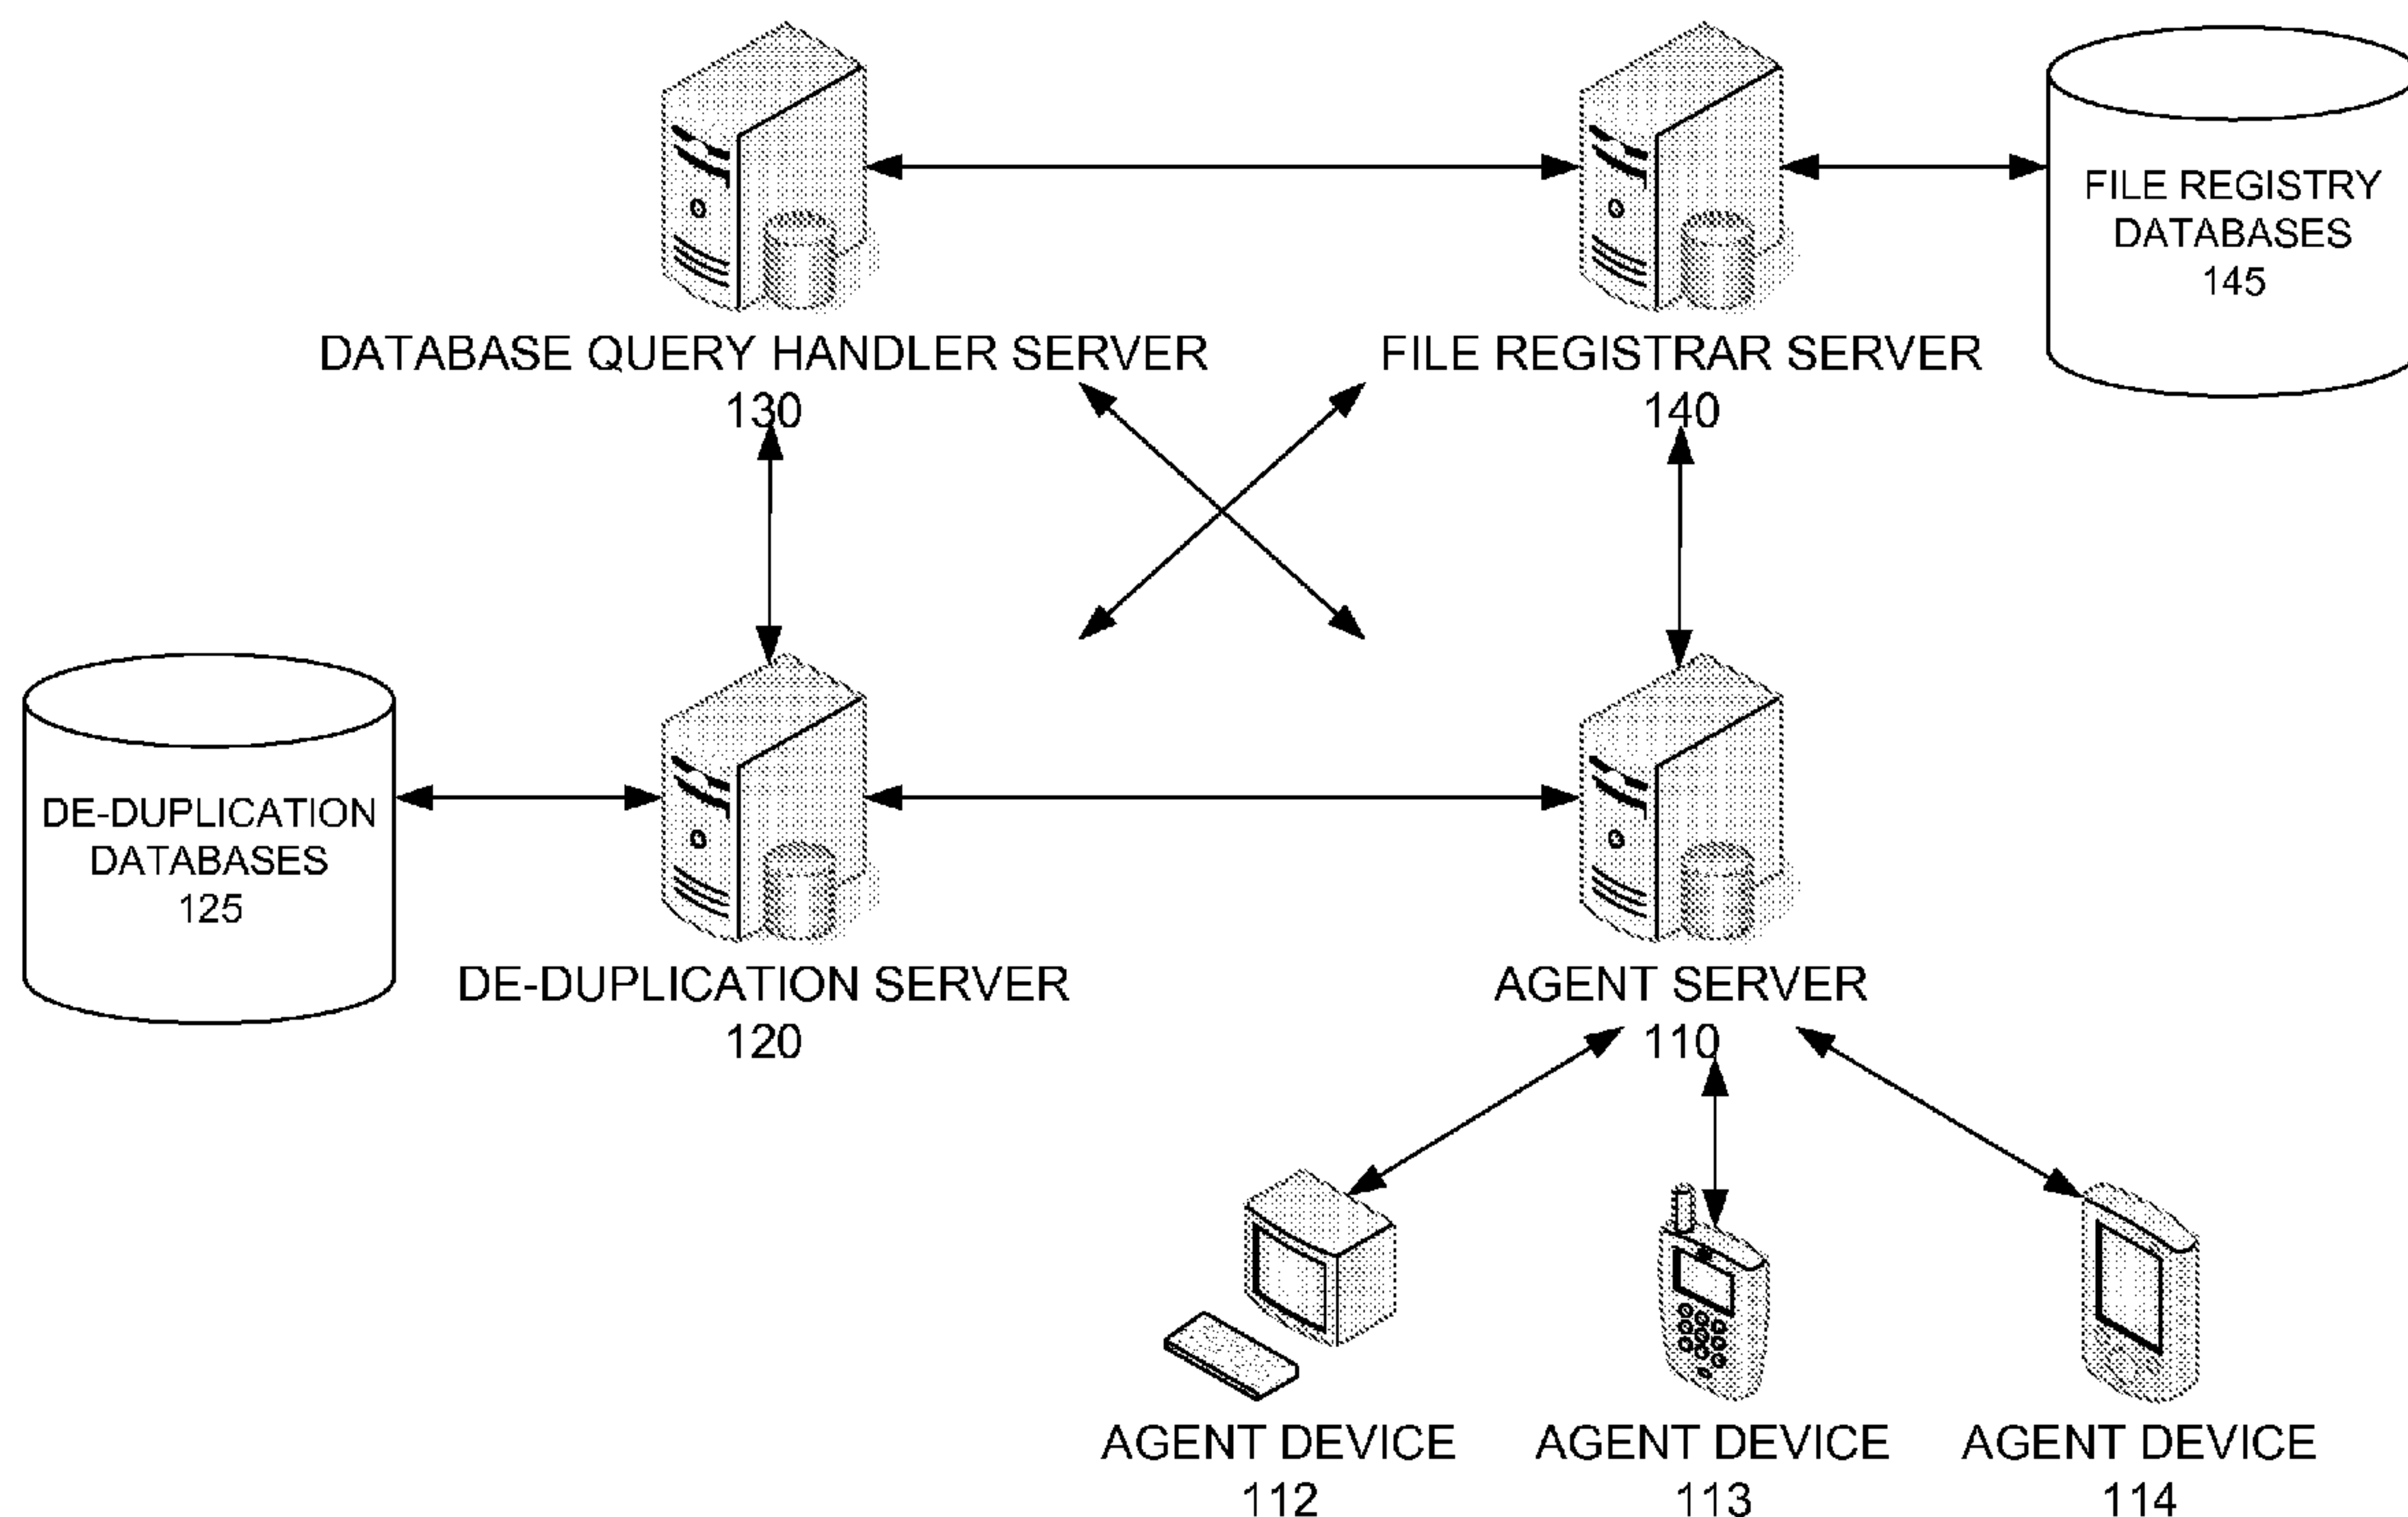 FILE REGISTRY
DATABASES
145
DATABASE QUERY HANDLER SERVER
130
FILE REGISTRAR SERVER
140
DE-DUPLICATION
DATABASES
125
DE-DUPLICATION SERVER
120
AGENT SERVER
110
AGENT DEVICE
112
AGENT DEVICE
113
AGENT DEVICE
114